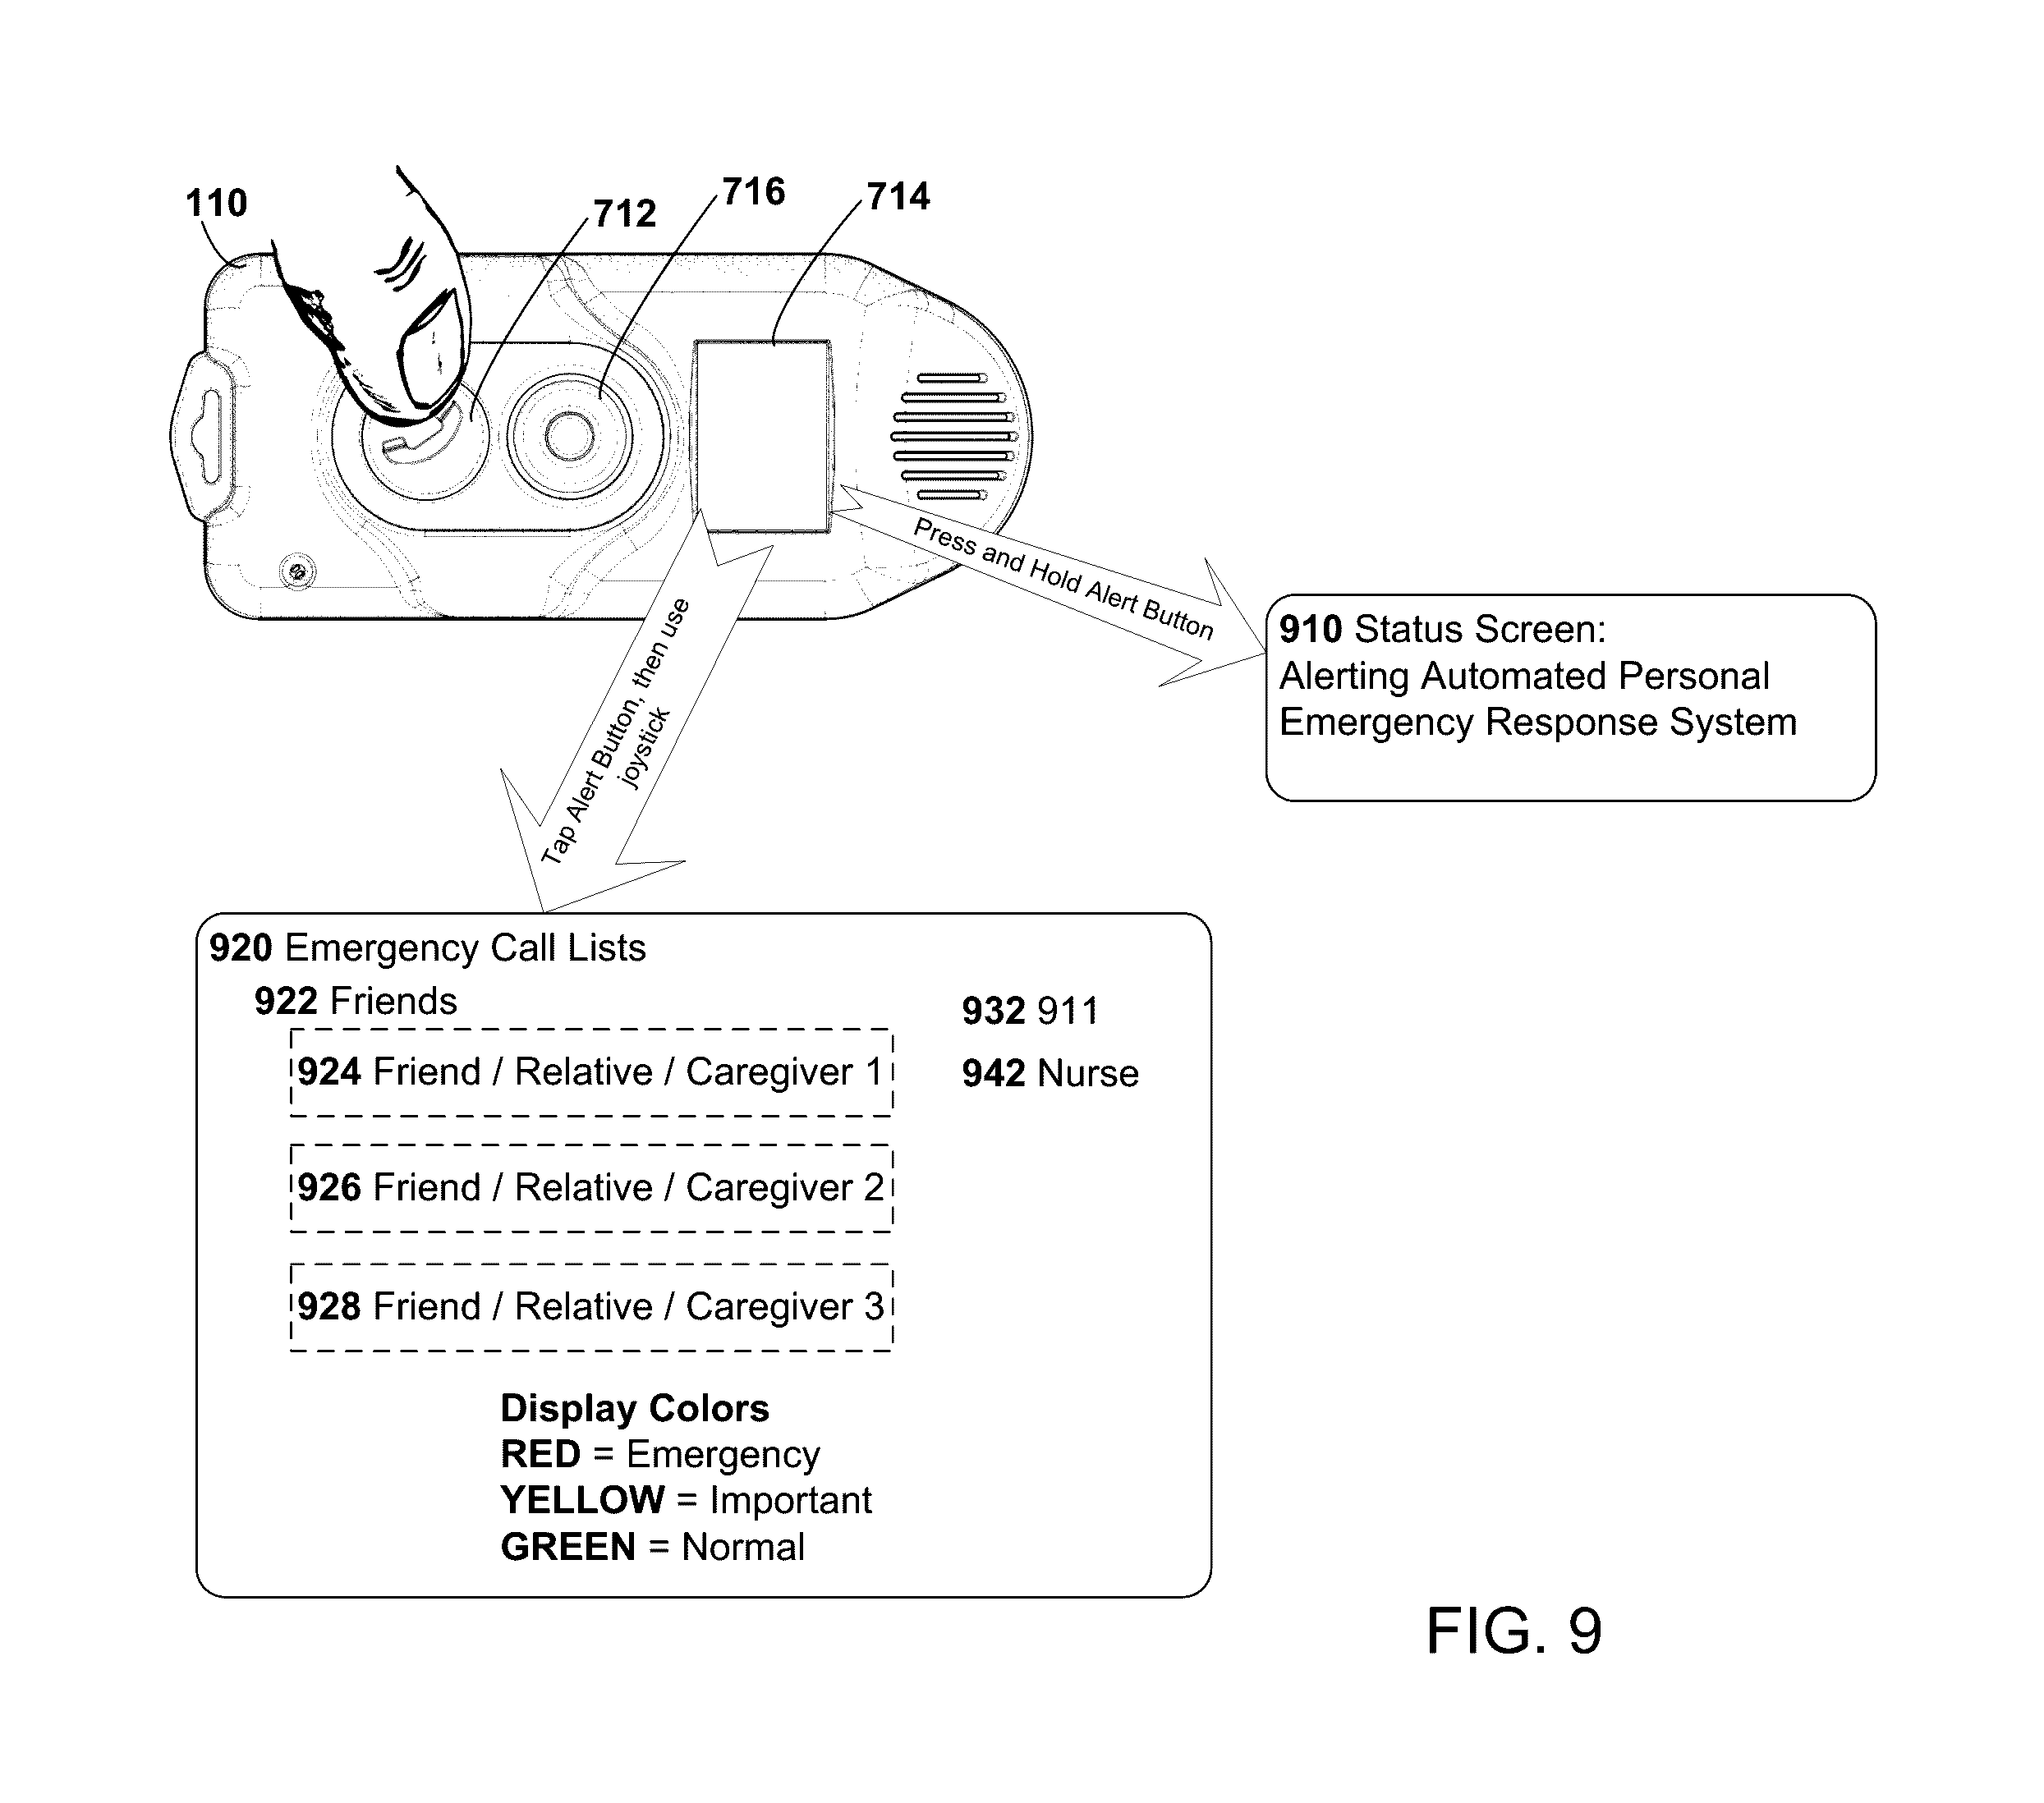 110
712
716
714
Press and Hold Alert Button
Tap Alert Button, then use
joystick
910 Status Screen:
Alerting Automated Personal
Emergency Response System
920 Emergency Call Lists
922 Friends
924 Friend / Relative / Caregiver 1
926 Friend / Relative / Caregiver 2
928 Friend / Relative / Caregiver 3
932 911
942 Nurse
Display Colors
RED = Emergency
YELLOW = Important
GREEN = Normal
FIG. 9